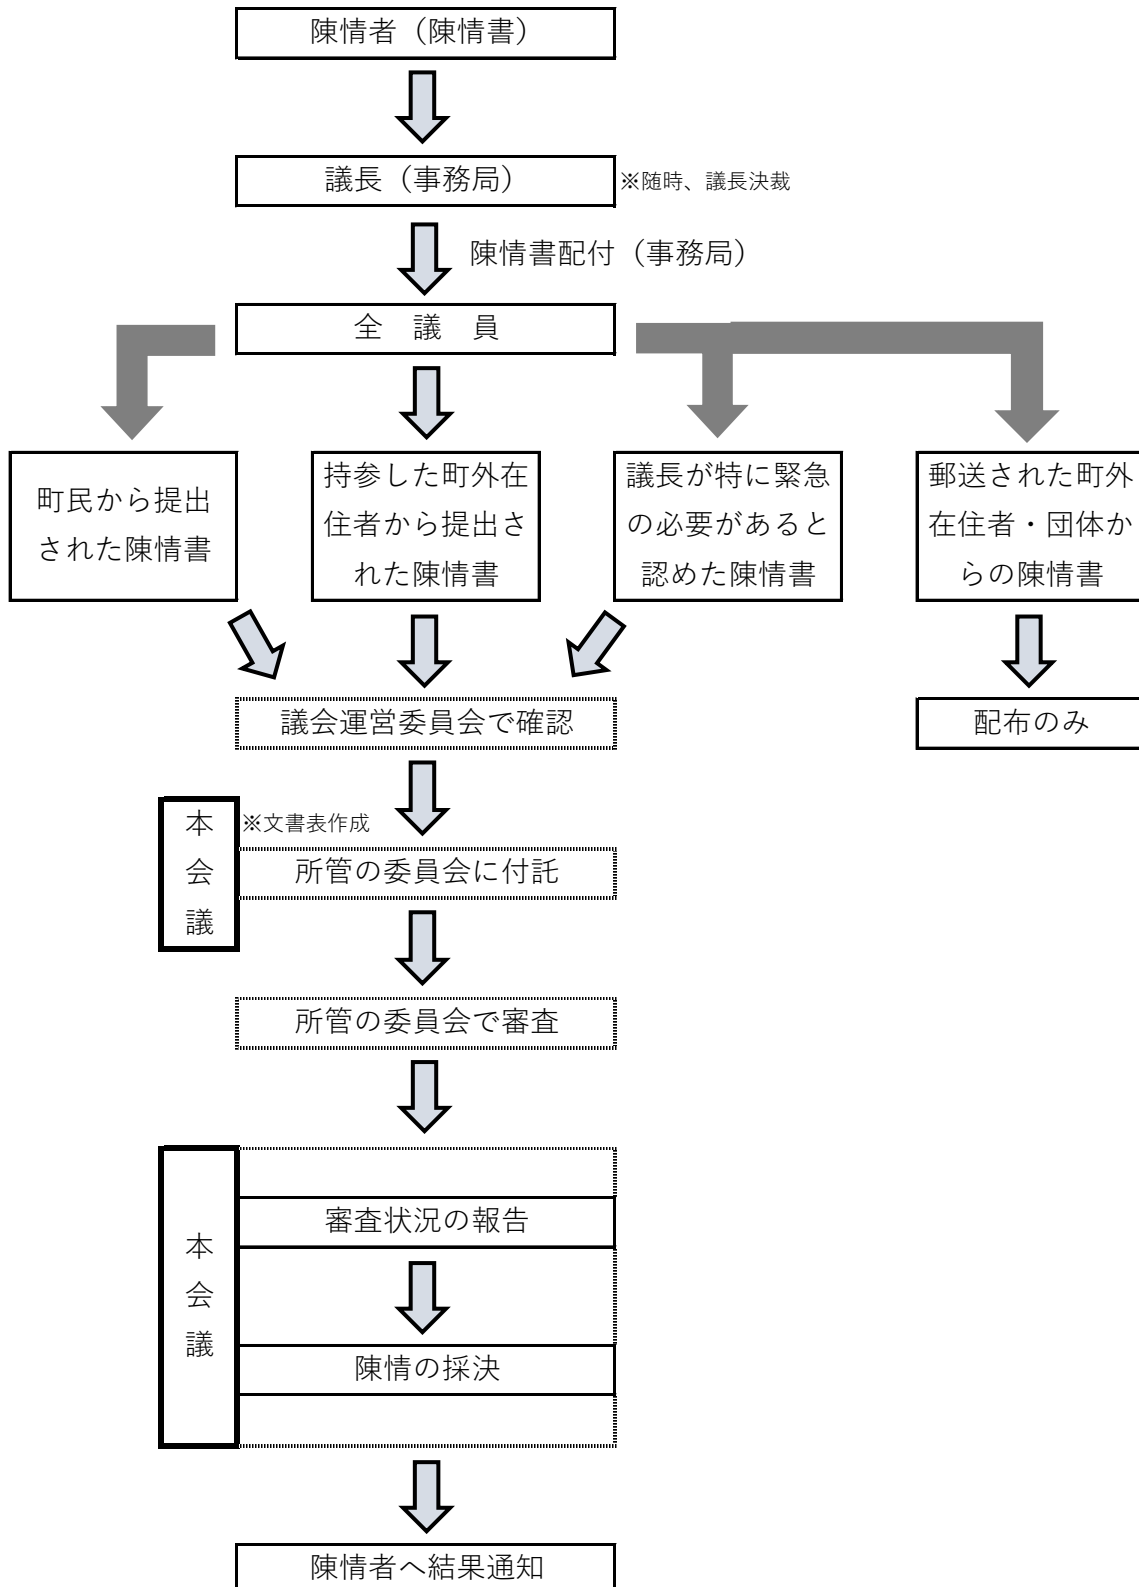 陳情者（陳情書）
議長（事務局）
※随時、議長決裁
陳情書配付（事務局）
全　議　員
町民から提出
された陳情書
持参した町外在
住者から提出さ
れた陳情書
議長が特に緊急
の必要があると
認めた陳情書
郵送された町外
在住者・団体か
らの陳情書
議会運営委員会で確認
配布のみ
本会議
※文書表作成
所管の委員会に付託
所管の委員会で審査
本会議
審査状況の報告
陳情の採決
陳情者へ結果通知